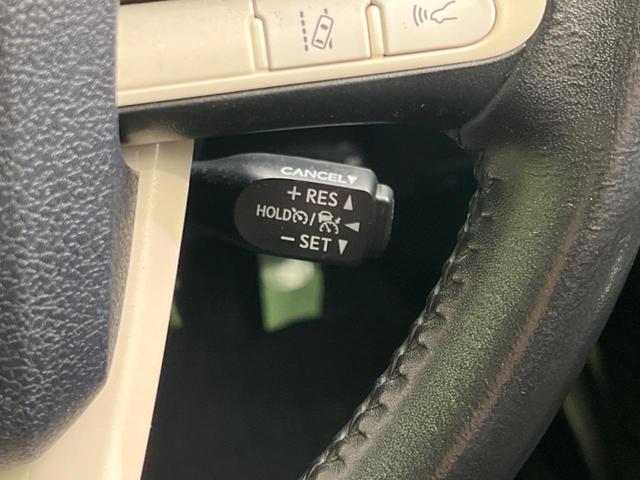 CANCEL
+ RES
HOLD /
− SET